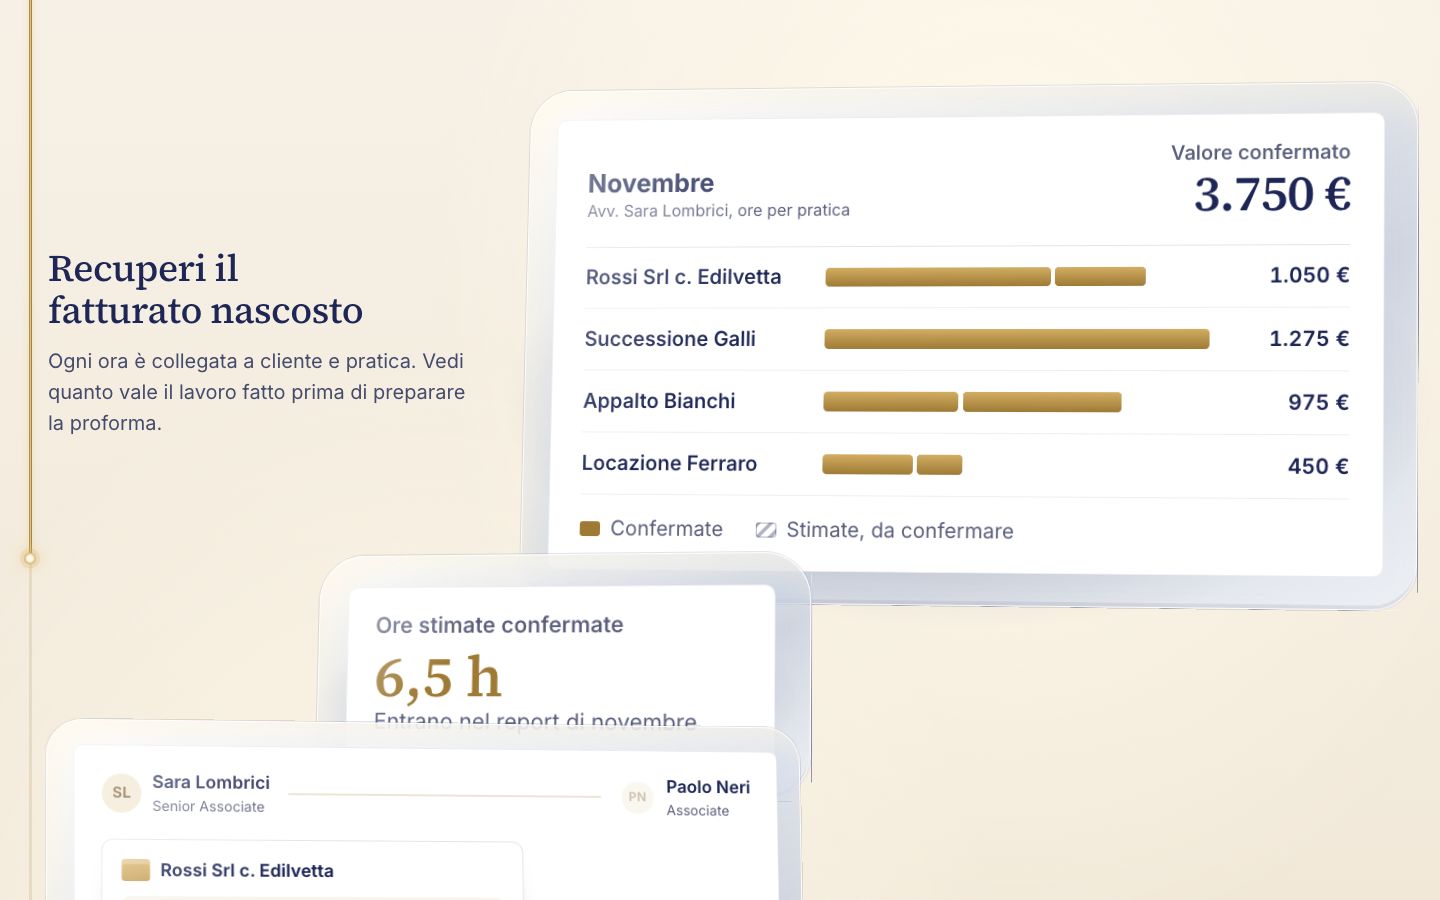 Recuperi il
fatturato nascosto
Ogni ora è collegata a cliente e pratica. Vedi
quanto vale il lavoro fatto prima di preparare
la proforma.
Novembre
Avv. Sara Lombrici, ore per pratica
Valore confermato
3.750 €
Rossi Srl c. Edilvetta 1.050 €
Successione Galli 1.275 €
Appalto Bianchi 975 €
Locazione Ferraro 450 €
Confermate Stimate, da confermare
Ore stimate confermate
6,5 h
Entrano nel report di novembre
SL Sara Lombrici
Senior Associate
PN Paolo Neri
Associate
Rossi Srl c. Edilvetta